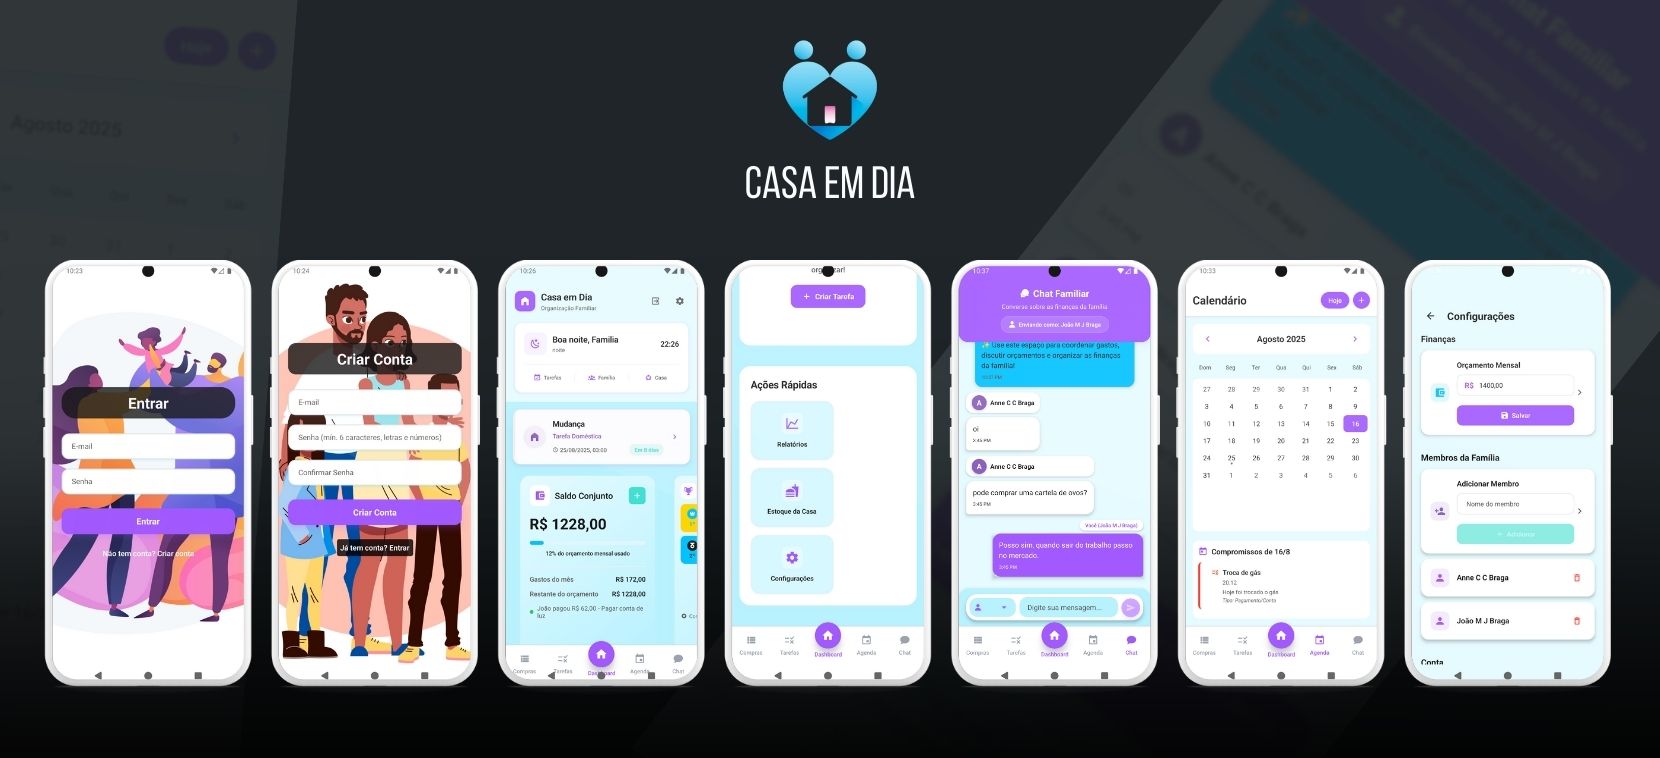 CASA EM DIA
Hoje
Agosto 2025
Chat Familiar
Anne C C Braga
10:23
Entrar
E-mail
Senha
Entrar
Não tem conta? Criar conta
10:24
Criar Conta
E-mail
Senha (mín. 6 caracteres, letras e números)
Confirmar Senha
Criar Conta
Já tem conta? Entrar
10:26
Casa em Dia
Organização Familiar
Boa noite, Família
noite
22:26
Tarefas Família Casa
Mudança
Tarefa Doméstica
25/08/2025, 03:00
Em 8 dias
Saldo Conjunto
R$ 1228,00
12% do orçamento mensal usado
Gastos do mês R$ 172,00
Restante do orçamento R$ 1228,00
João pagou R$ 62,00 - Pagar conta de
luz
Compras Tarefas Dashboard Agenda Chat
+ Criar Tarefa
Ações Rápidas
Relatórios
Estoque da Casa
Configurações
Compras Tarefas Dashboard Agenda Chat
10:37
Chat Familiar
Converse sobre as finanças da família
Enviando como: João M J Braga
Use este espaço para coordenar gastos,
discutir orçamentos e organizar as finanças
da família!
A Anne C C Braga
oi
3:45 PM
A Anne C C Braga
pode comprar uma cartela de ovos?
3:45 PM
Você (João M J Braga)
Posso sim, quando sair do trabalho passo
no mercado.
3:45 PM
Digite sua mensagem...
Compras Tarefas Dashboard Agenda Chat
10:33
Calendário
Hoje +
Agosto 2025
Dom Seg Ter Qua Qui Sex Sáb
27 28 29 30 31 1 2
3 4 5 6 7 8 9
10 11 12 13 14 15 16
17 18 19 20 21 22 23
24 25 26 27 28 29 30
31 1 2 3 4 5 6
Compromissos de 16/8
Troca de gás
20:12
Hoje foi trocado o gás
Tipo: Pagamento/Conta
Compras Tarefas Dashboard Agenda Chat
Configurações
Finanças
Orçamento Mensal
R$ 1400,00
Salvar
Membros da Família
Adicionar Membro
Nome do membro
+ Adicionar
Anne C C Braga
João M J Braga
Conta